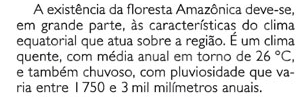 A existência da floresta Amazônica deve-se,
em grande parte, às características do clima
equatorial que atua sobre a região. É um clima
quente, com média anual em torno de 26 °C,
e também chuvoso, com pluviosidade que va-
ria entre 1 750 e 3 mil milímetros anuais.